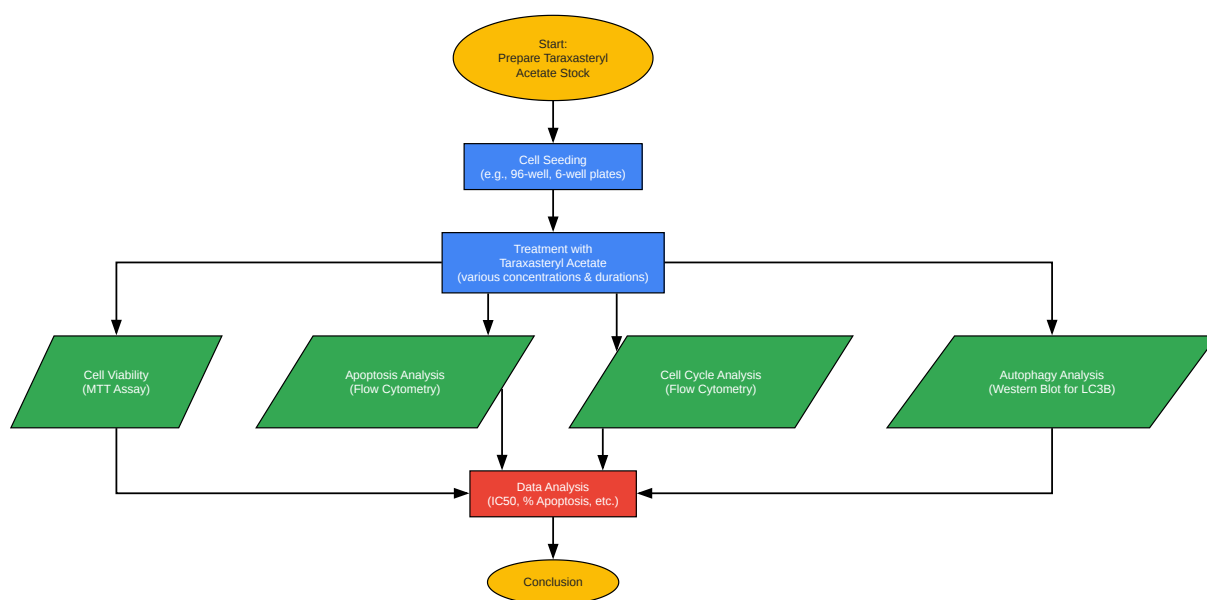 Start:
Prepare Taraxasteryl
Acetate Stock
Cell Seeding
(e.g., 96-well, 6-well plates)
Treatment with
Taraxasteryl Acetate
(various concentrations & durations)
Cell Viability
(MTT Assay)
Apoptosis Analysis
(Flow Cytometry)
Cell Cycle Analysis
(Flow Cytometry)
Autophagy Analysis
(Western Blot for LC3B)
Data Analysis
(IC50, % Apoptosis, etc.)
Conclusion